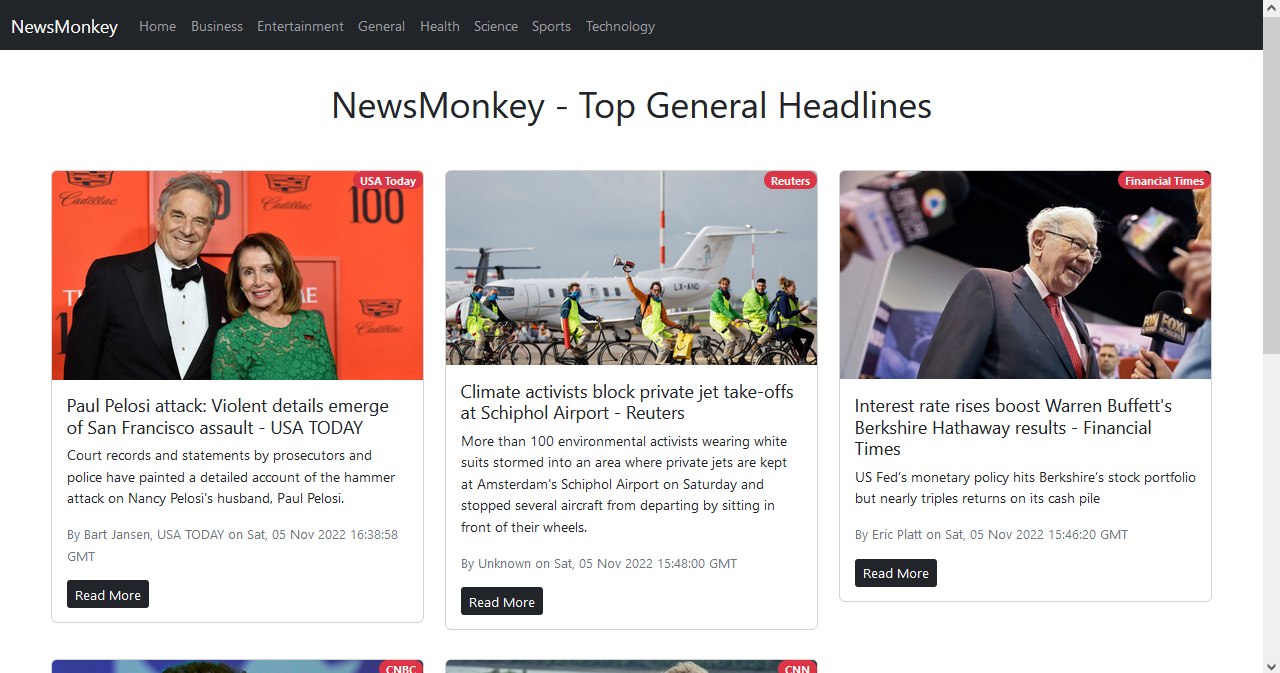 NewsMonkey Home Business Entertainment General Health Science Sports Technology
NewsMonkey - Top General Headlines
USA Today
Cadillac
Cadillac
100
Cadillac
Paul Pelosi attack: Violent details emerge
of San Francisco assault - USA TODAY
Court records and statements by prosecutors and
police have painted a detailed account of the hammer
attack on Nancy Pelosi's husband, Paul Pelosi.
By Bart Jansen, USA TODAY on Sat, 05 Nov 2022 16:38:58
GMT
Read More
Reuters
LX-AND
Climate activists block private jet take-offs
at Schiphol Airport - Reuters
More than 100 environmental activists wearing white
suits stormed into an area where private jets are kept
at Amsterdam's Schiphol Airport on Saturday and
stopped several aircraft from departing by sitting in
front of their wheels.
By Unknown on Sat, 05 Nov 2022 15:48:00 GMT
Read More
Financial Times
FOX
Interest rate rises boost Warren Buffett's
Berkshire Hathaway results - Financial
Times
US Fed’s monetary policy hits Berkshire’s stock portfolio
but nearly triples returns on its cash pile
By Eric Platt on Sat, 05 Nov 2022 15:46:20 GMT
Read More
CNBC
CNN